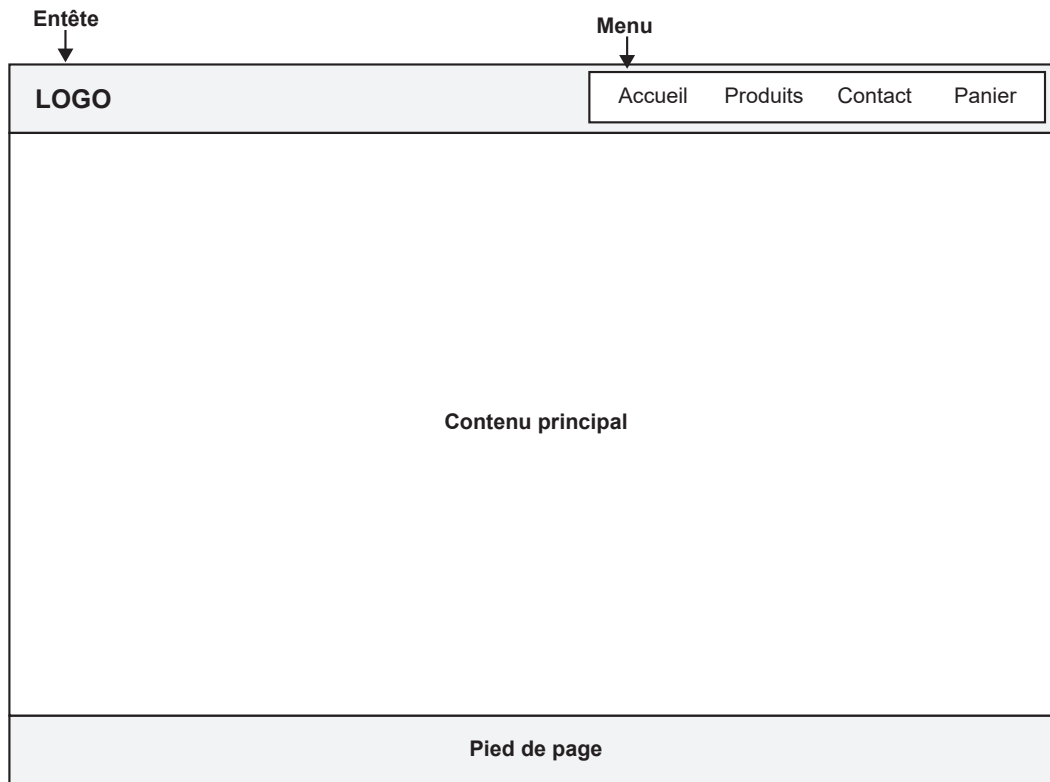 Entête
Menu
LOGO
Accueil Produits Contact Panier
Contenu principal
Pied de page